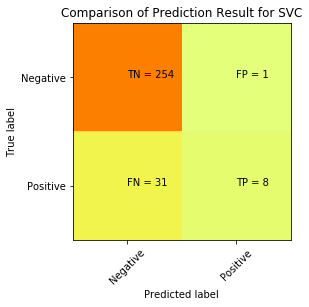 Comparison of Prediction Result for SVC
Negative
TN = 254
FP = 1
True label
Positive
FN = 31
TP = 8
Negative
Positive
Predicted label